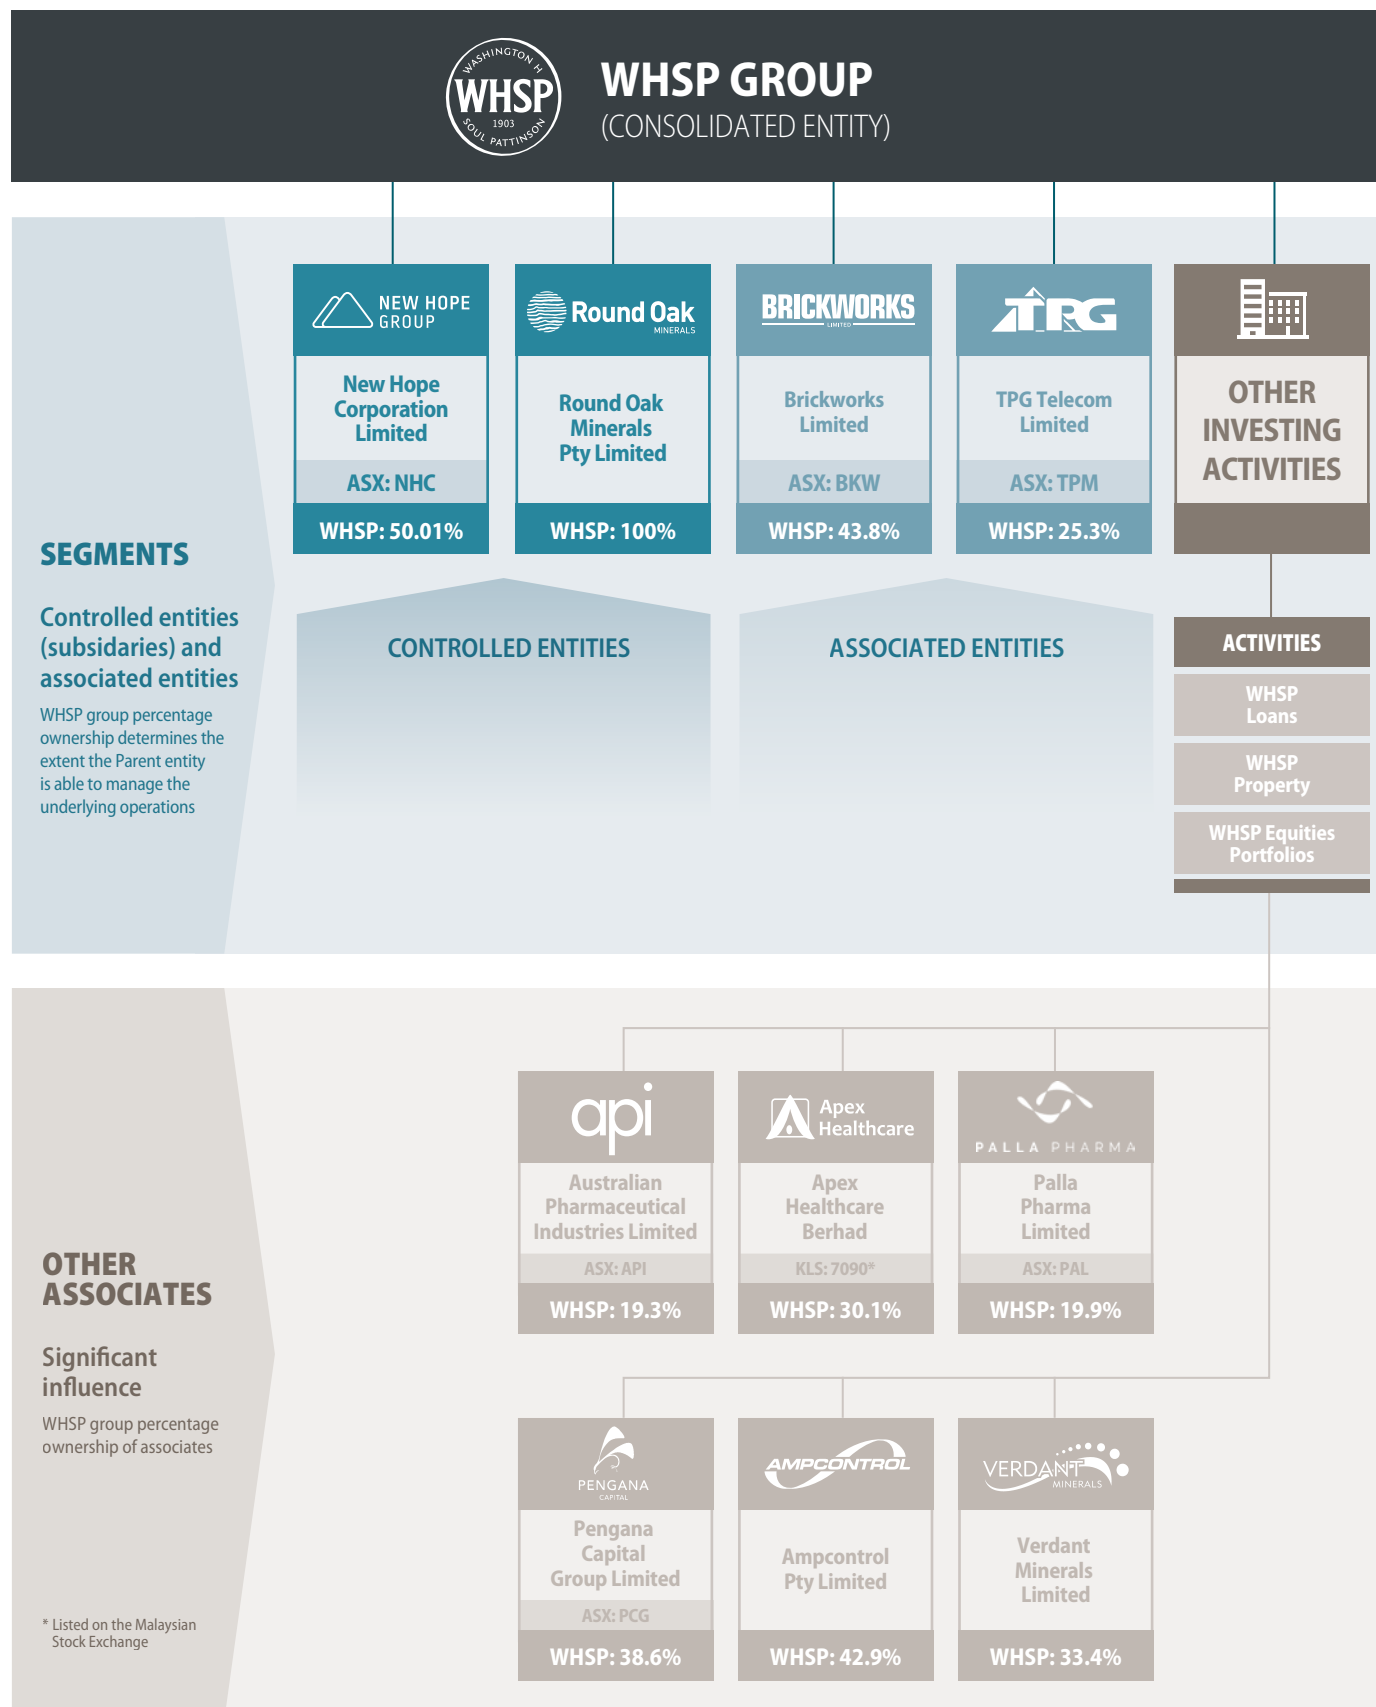 WASHINGTON H
WHSP
1903
SOUL PATTINSON
WHSP GROUP
(CONSOLIDATED ENTITY)
NEW HOPE
GROUP
New Hope
Corporation
Limited
ASX: NHC
WHSP: 50.01%
Round Oak
MINERALS
Round Oak
Minerals
Pty Limited
WHSP: 100%
BRICKWORKS
LIMITED
Brickworks
Limited
ASX: BKW
WHSP: 43.8%
TPG
TPG Telecom
Limited
ASX: TPM
WHSP: 25.3%
OTHER
INVESTING
ACTIVITIES
SEGMENTS
Controlled entities
(subsidaries) and
associated entities
WHSP group percentage
ownership determines the
extent the Parent entity
is able to manage the
underlying operations
CONTROLLED ENTITIES
ASSOCIATED ENTITIES
ACTIVITIES
WHSP
Loans
WHSP
Property
WHSP Equities
Portfolios
OTHER
ASSOCIATES
Significant
influence
WHSP group percentage
ownership of associates
* Listed on the Malaysian
Stock Exchange
api
Australian
Pharmaceutical
Industries Limited
ASX: API
WHSP: 19.3%
Apex
Healthcare
Apex
Healthcare
Berhad
KLS: 7090*
WHSP: 30.1%
PALLA PHARMA
Palla
Pharma
Limited
ASX: PAL
WHSP: 19.9%
PENGANA
CAPITAL
Pengana
Capital
Group Limited
ASX: PCG
WHSP: 38.6%
AMPCONTROL
Ampcontrol
Pty Limited
WHSP: 42.9%
VERDANT
MINERALS
Verdant
Minerals
Limited
WHSP: 33.4%